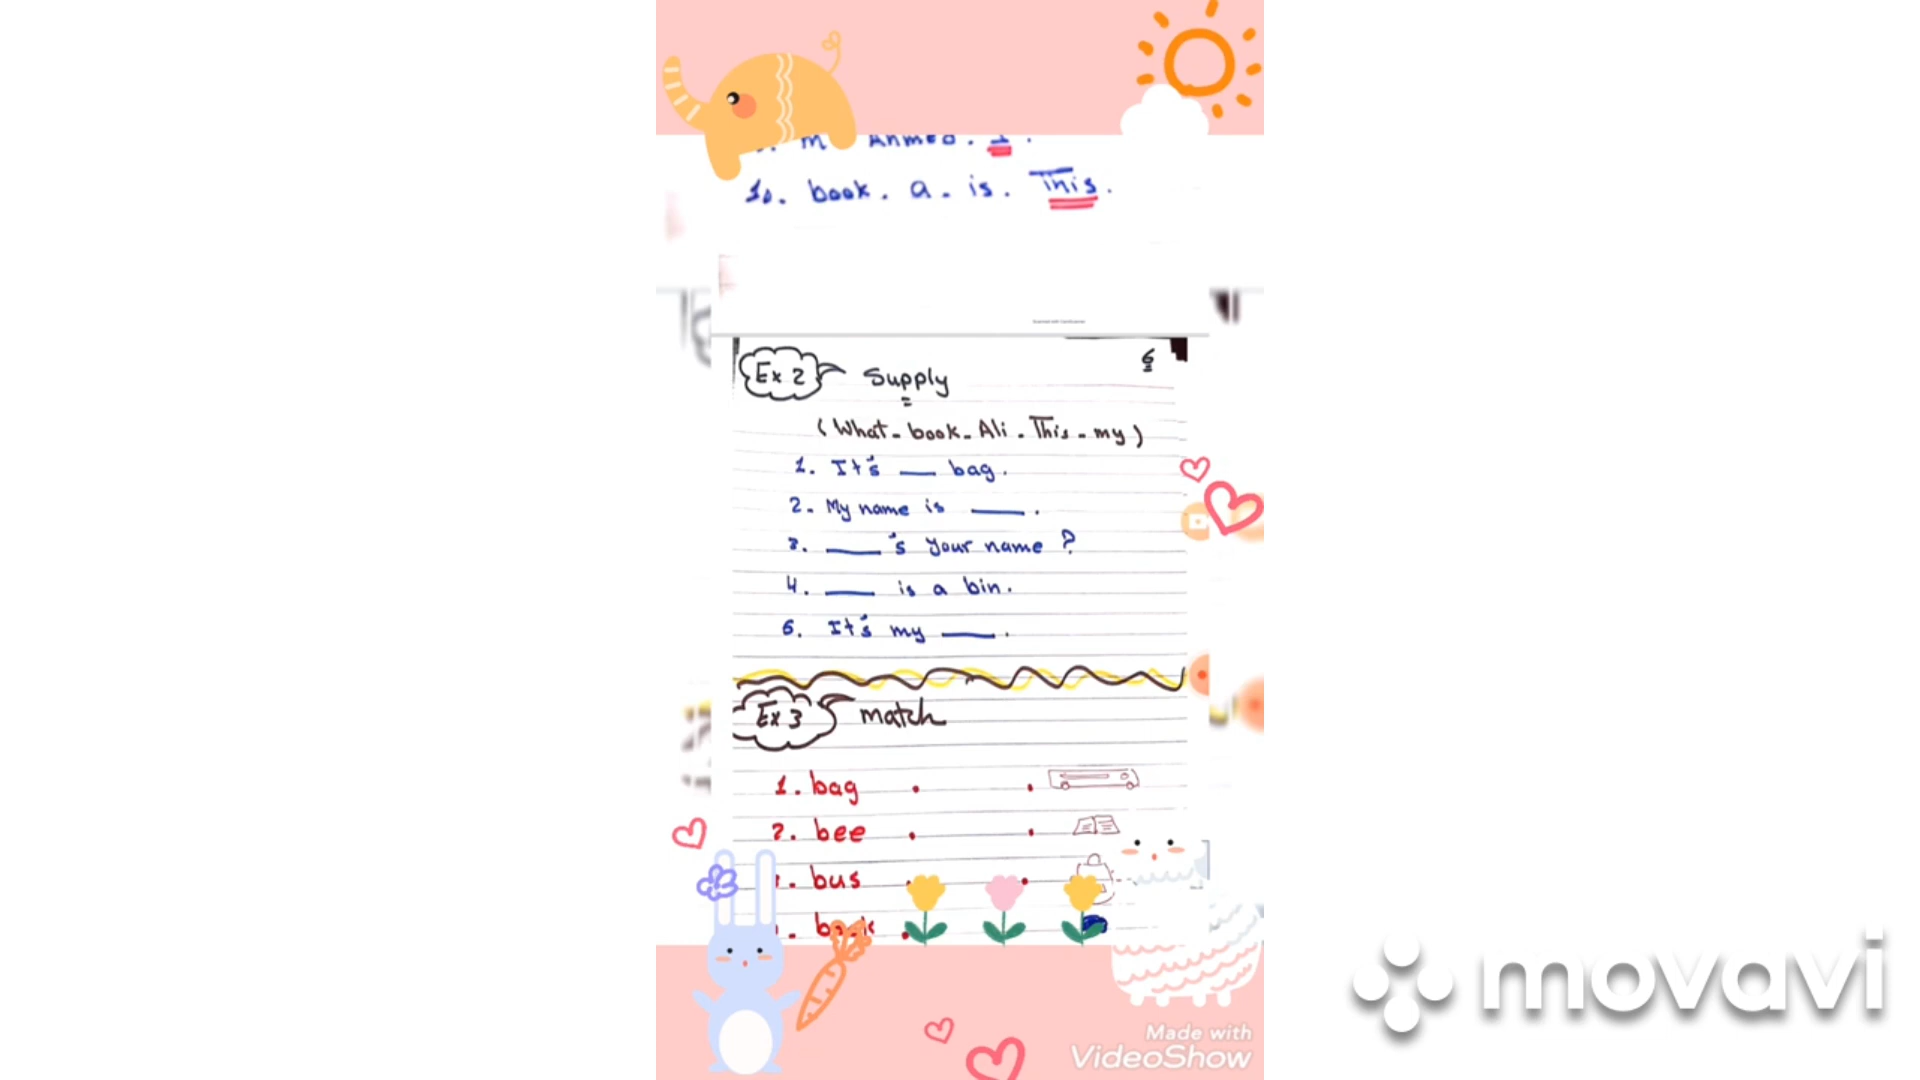 10. book. a. is. This.
Ex 2 Supply 6
(What - book - Ali - This - my)
1. It's ___ bag.
2. My name is ___.
3. ___'s your name?
4. ___ is a bin.
5. It's my ___.
Ex 3 match
1. bag
2. bee
. bus
Made with
VideoShow
movavi